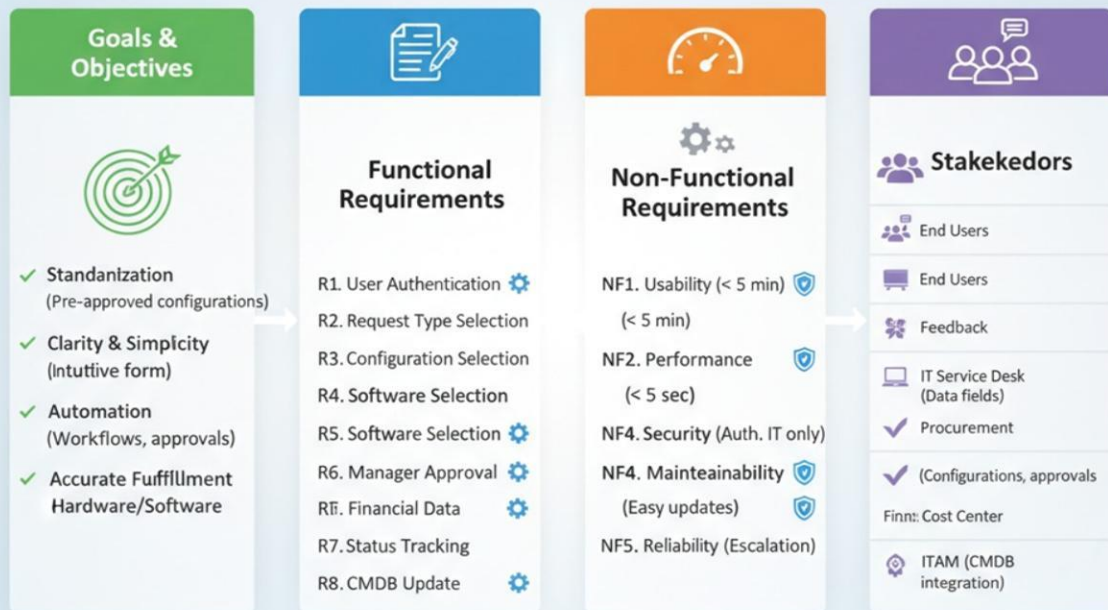 Goals &
Objectives
Standanization
(Pre-approved configurations)
Clarity & Simplicity
(Intutlive form)
Automation
(Workflows, approvals)
Accurate Fulfillment
Hardware/Software
Functional
Requirements
R1. User Authentication
R2. Request Type Selection
R3. Configuration Selection
R4. Software Selection
R5. Software Selection
R6. Manager Approval
Financial Data
R7. Status Tracking
R8. CMDB Update
Non-Functional
Requirements
NF1. Usability (< 5 min)
(< 5 min)
NF2. Performance
(< 5 sec)
NF4. Security (Auth. IT only)
NF4. Mainteainability
(Easy updates)
NF5. Reliability (Escalation)
Stakekedors
End Users
End Users
Feedback
IT Service Desk
(Data fields)
Procurement
(Configurations, approvals
Cost Center
ITAM (CMDB
integration)